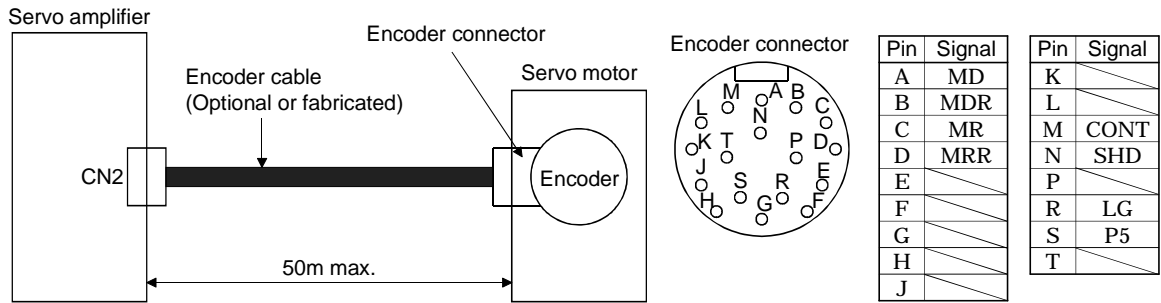 Servo amplifier
Encoder connector
Encoder cable
(Optional or fabricated)
Servo motor
CN2
Encoder
50m max.
Encoder connector
M
A
B
L
N
C
K
T
P
D
J
S
R
E
H
G
F
Pin Signal
A MD
B MDR
C MR
D MRR
E
F
G
H
J
Pin Signal
K
L
M CONT
N SHD
P
R LG
S P5
T